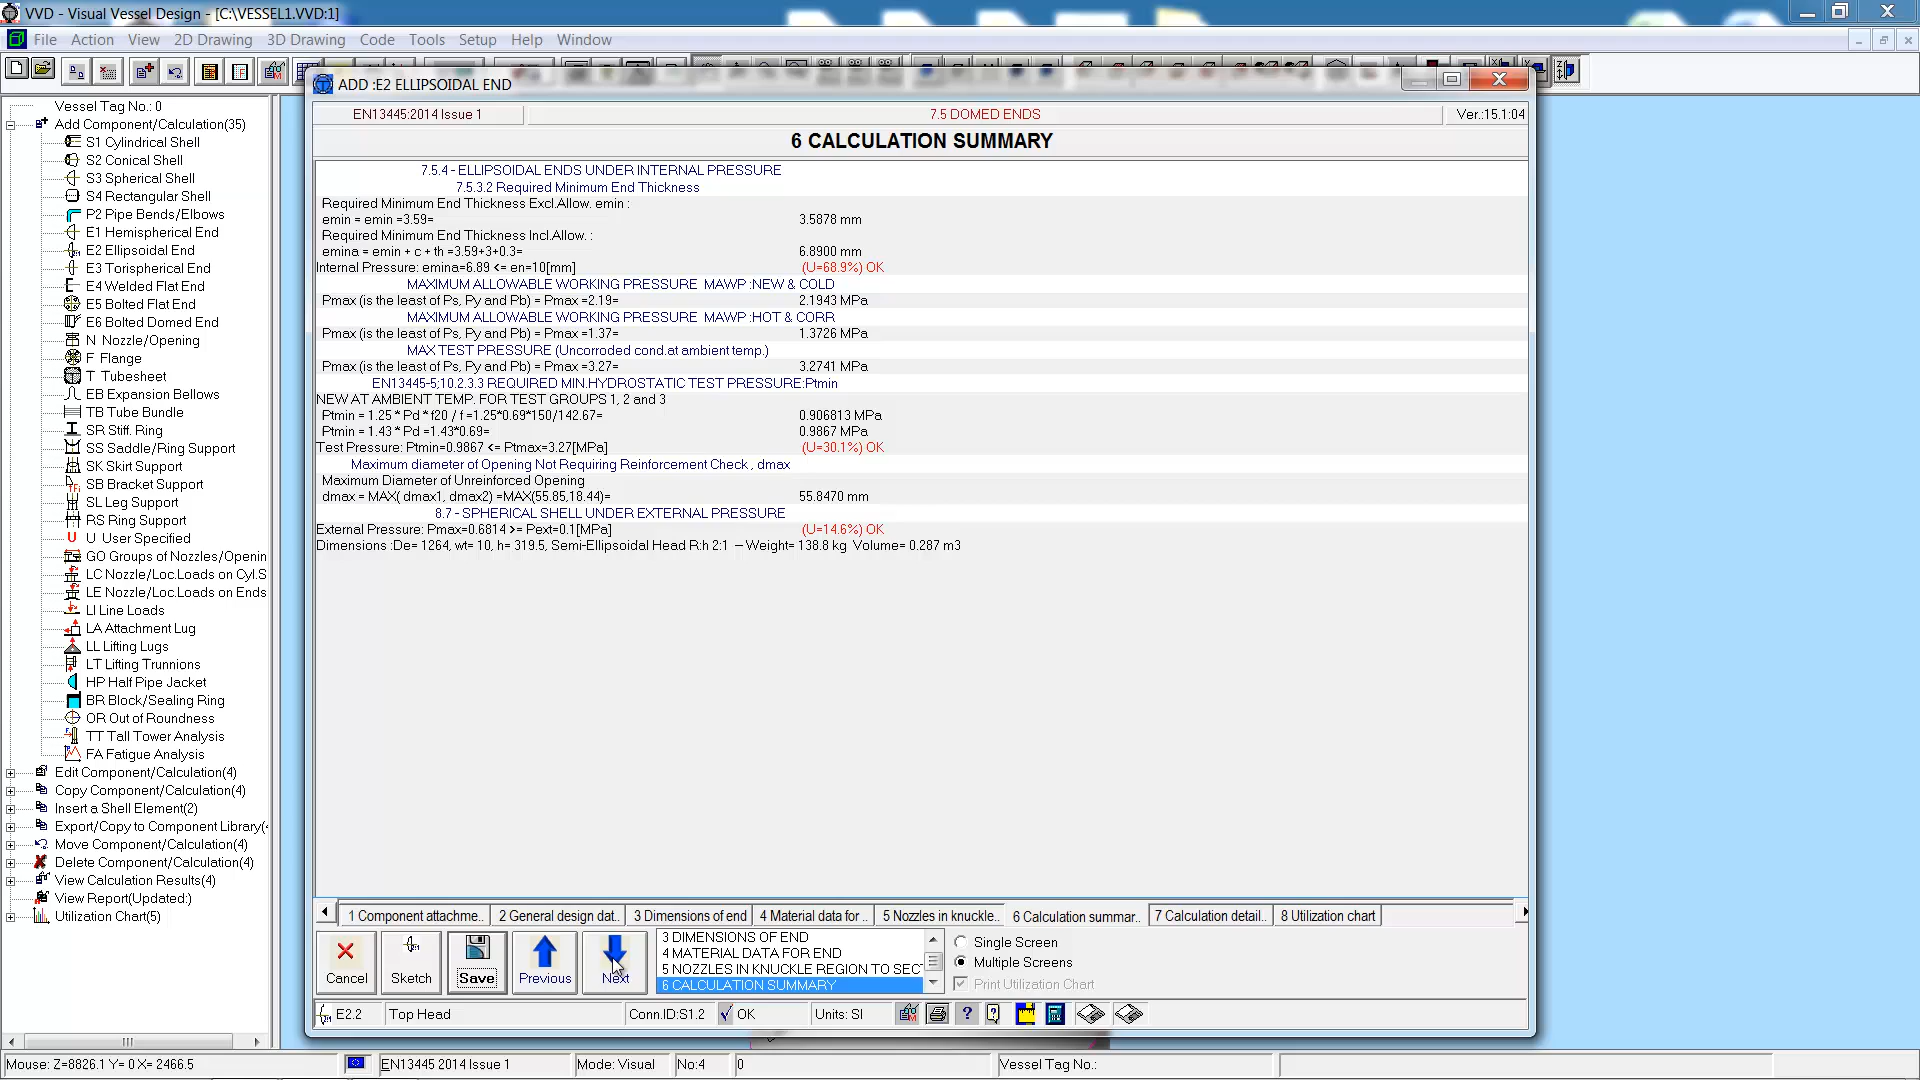 VVD - Visual Vessel Design - [C:\VESSEL1.VVD:1]
File Action View 2D Drawing 3D Drawing Code Tools Setup Help Window
Vessel Tag No.: 0
Add Component/Calculation(35)
S1 Cylindrical Shell
S2 Conical Shell
S3 Spherical Shell
S4 Rectangular Shell
P2 Pipe Bends/Elbows
E1 Hemispherical End
E2 Ellipsoidal End
E3 Torispherical End
E4 Welded Flat End
E5 Bolted Flat End
E6 Bolted Domed End
N Nozzle/Opening
F Flange
T Tubesheet
EB Expansion Bellows
TB Tube Bundle
SR Stiff. Ring
SS Saddle/Ring Support
SK Skirt Support
SB Bracket Support
SL Leg Support
RS Ring Support
U User Specified
GO Groups of Nozzles/Openin
LC Nozzle/Loc.Loads on Cyl.S
LE Nozzle/Loc.Loads on Ends
LI Line Loads
LA Attachment Lug
LL Lifting Lugs
LT Lifting Trunnions
HP Half Pipe Jacket
BR Block/Sealing Ring
OR Out of Roundness
TT Tall Tower Analysis
FA Fatigue Analysis
Edit Component/Calculation(4)
Copy Component/Calculation(4)
Insert a Shell Element(2)
Export/Copy to Component Library(
Move Component/Calculation(4)
Delete Component/Calculation(4)
View Calculation Results(4)
View Report(Updated:)
Utilization Chart(5)
ADD :E2 ELLIPSOIDAL END
EN13445:2014 Issue 1 7.5 DOMED ENDS Ver.:15.1:04
6 CALCULATION SUMMARY
7.5.4 - ELLIPSOIDAL ENDS UNDER INTERNAL PRESSURE
7.5.3.2 Required Minimum End Thickness
Required Minimum End Thickness Excl.Allow. emin :
emin = emin =3.59= 3.5878 mm
Required Minimum End Thickness Incl.Allow. :
emina = emin + c + th =3.59+3+0.3= 6.8900 mm
Internal Pressure: emina=6.89 <= en=10[mm] (U=68.9%) OK
MAXIMUM ALLOWABLE WORKING PRESSURE MAWP :NEW & COLD
Pmax (is the least of Ps, Py and Pb) = Pmax =2.19= 2.1943 MPa
MAXIMUM ALLOWABLE WORKING PRESSURE MAWP :HOT & CORR
Pmax (is the least of Ps, Py and Pb) = Pmax =1.37= 1.3726 MPa
MAX TEST PRESSURE (Uncorroded cond.at ambient temp.)
Pmax (is the least of Ps, Py and Pb) = Pmax =3.27= 3.2741 MPa
EN13445-5;10.2.3.3 REQUIRED MIN.HYDROSTATIC TEST PRESSURE:Ptmin
NEW AT AMBIENT TEMP. FOR TEST GROUPS 1, 2 and 3
Ptmin = 1.25 * Pd * f20 / f =1.25*0.69*150/142.67= 0.906813 MPa
Ptmin = 1.43 * Pd =1.43*0.69= 0.9867 MPa
Test Pressure: Ptmin=0.9867 <= Ptmax=3.27[MPa] (U=30.1%) OK
Maximum diameter of Opening Not Requiring Reinforcement Check , dmax
Maximum Diameter of Unreinforced Opening
dmax = MAX( dmax1, dmax2) =MAX(55.85,18.44)= 55.8470 mm
8.7 - SPHERICAL SHELL UNDER EXTERNAL PRESSURE
External Pressure: Pmax=0.6814 >= Pext=0.1[MPa] (U=14.6%) OK
Dimensions :De= 1264, wt= 10, h= 319.5, Semi-Ellipsoidal Head R:h 2:1 –Weight= 138.8 kg Volume= 0.287 m3
1 Component attachme.. 2 General design dat.. 3 Dimensions of end 4 Material data for .. 5 Nozzles in knuckle.. 6 Calculation summar.. 7 Calculation detail.. 8 Utilization chart
Cancel Sketch Save Previous Next
3 DIMENSIONS OF END
4 MATERIAL DATA FOR END
5 NOZZLES IN KNUCKLE REGION TO SEC
6 CALCULATION SUMMARY
Single Screen
Multiple Screens
Print Utilization Chart
E2.2 Top Head Conn.ID:S1.2 OK Units: SI
Mouse: Z=8826.1 Y= 0 X= 2466.5 EN13445 2014 Issue 1 Mode: Visual No:4 0 Vessel Tag No.: